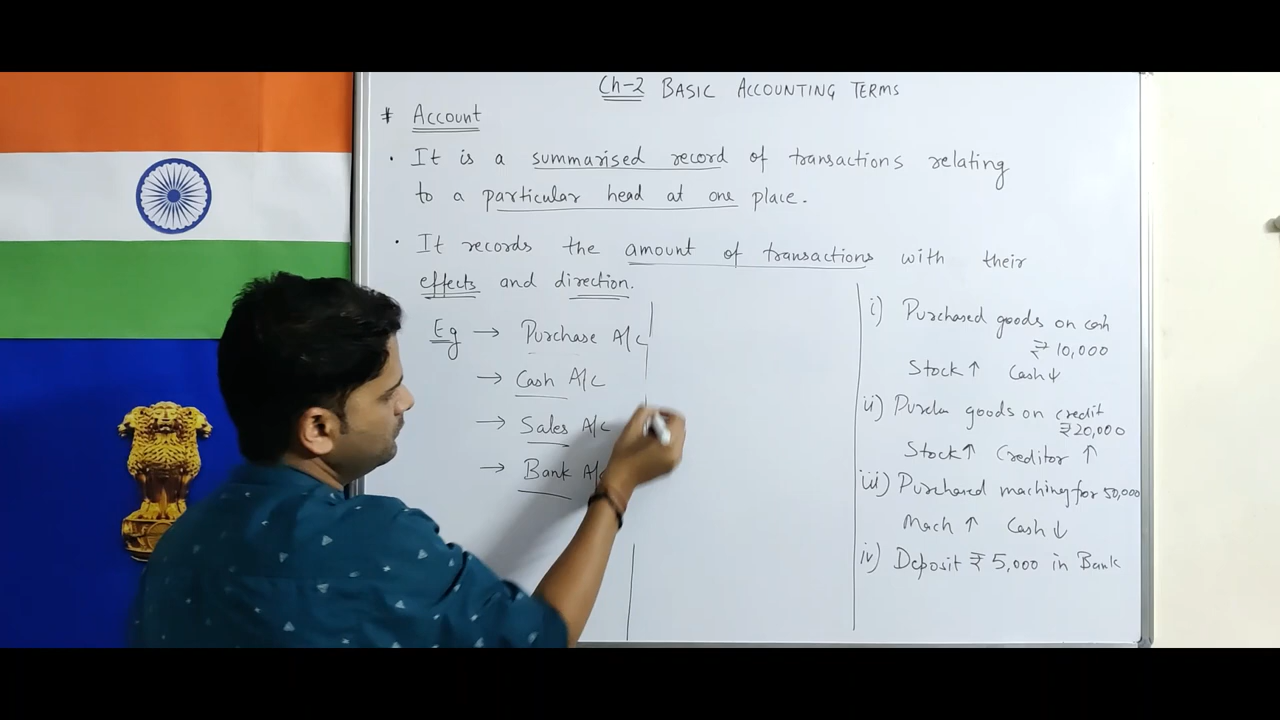 Ch-2 BASIC ACCOUNTING TERMS
* Account
• It is a summarised record of transactions relating
to a particular head at one place.
• It records the amount of transactions with their
effects and direction.
Eg → Purchase A/c
→ Cash A/c
→ Sales A/c
→ Bank A/c
i) Purchased goods on cash
₹ 10,000
Stock ↑ Cash ↓
ii) goods on credit
₹20,000
Stock ↑ Creditor ↑
iii) Purchased maching for 50,000
Mach ↑ Cash ↓
iv) Deposit ₹ 5,000 in Bank